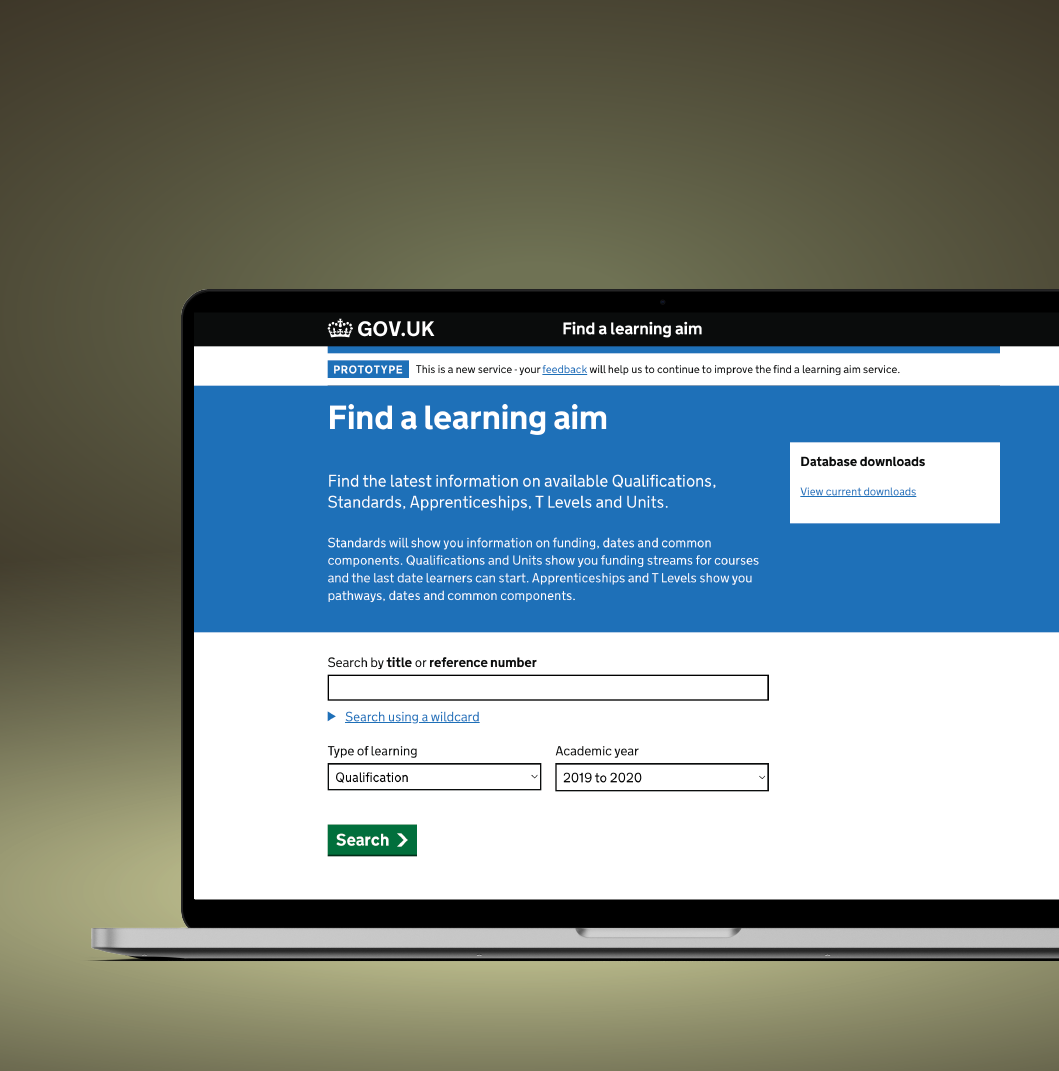 GOV.UK
Find a learning aim
PROTOTYPE This is a new service - your feedback will help us to continue to improve the find a learning aim service.
Find a learning aim
Find the latest information on available Qualifications,
Standards, Apprenticeships, T Levels and Units.
Standards will show you information on funding, dates and common
components. Qualifications and Units show you funding streams for courses
and the last date learners can start. Apprenticeships and T Levels show you
pathways, dates and common components.
Database downloads
View current downloads
Search by title or reference number
Search using a wildcard
Type of learning
Academic year
Qualification
2019 to 2020
Search